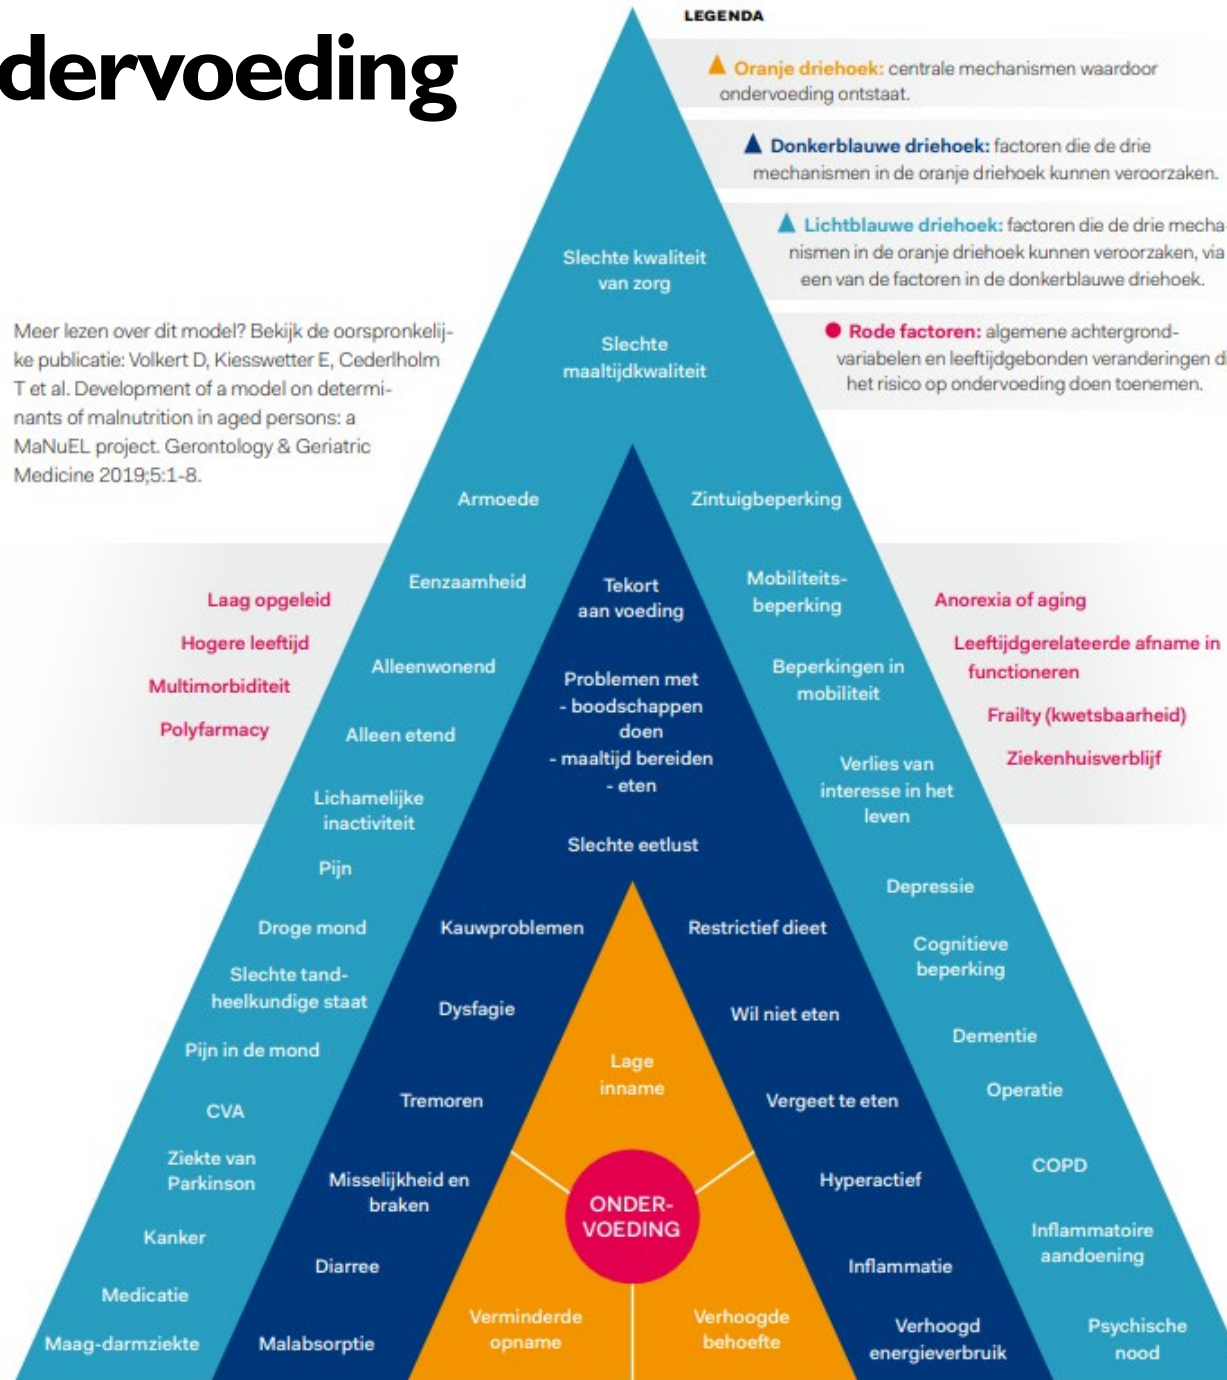 dervoeding
LEGENDA
Oranje driehoek: centrale mechanismen waardoor
ondervoeding ontstaat.
Donkerblauwe driehoek: factoren die de drie
mechanismen in de oranje driehoek kunnen veroorzaken.
Lichtblauwe driehoek: factoren die de drie mecha-
nismen in de oranje driehoek kunnen veroorzaken, via
een van de factoren in de donkerblauwe driehoek.
Rode factoren: algemene achtergrond-
variabelen en leeftijdgebonden veranderingen di
het risico op ondervoeding doen toenemen.
Meer lezen over dit model? Bekijk de oorspronkelij-
ke publicatie: Volkert D, Kiesswetter E, Cederlholm
T et al. Development of a model on determi-
nants of malnutrition in aged persons: a
MaNuEL project. Gerontology & Geriatric
Medicine 2019;5:1-8.
Laag opgeleid
Hogere leeftijd
Multimorbiditeit
Polyfarmacy
Slechte kwaliteit
van zorg
Slechte
maaltijdkwaliteit
Armoede
Eenzaamheid
Alleenwonend
Alleen etend
Lichamelijke
inactiviteit
Pijn
Droge mond
Slechte tand-
heelkundige staat
Pijn in de mond
CVA
Ziekte van
Parkinson
Kanker
Medicatie
Maag-darmziekte
Tekort
aan voeding
Problemen met
- boodschappen
doen
- maaltijd bereiden
- eten
Slechte eetlust
Kauwproblemen
Dysfagie
Tremoren
Misselijkheid en
braken
Diarree
Malabsorptie
Lage
inname
ONDER-
VOEDING
Verminderde
opname
Verhoogde
behoefte
Restrictief dieet
Wil niet eten
Vergeet te eten
Hyperactief
Inflammatie
Verhoogd
energieverbruik
Zintuigbeperking
Mobiliteits-
beperking
Beperkingen in
mobiliteit
Verlies van
interesse in het
leven
Depressie
Cognitieve
beperking
Dementie
Operatie
COPD
Inflammatoire
aandoening
Psychische
nood
Anorexia of aging
Leeftijdgerelateerde afname in
functioneren
Frailty (kwetsbaarheid)
Ziekenhuisverblijf